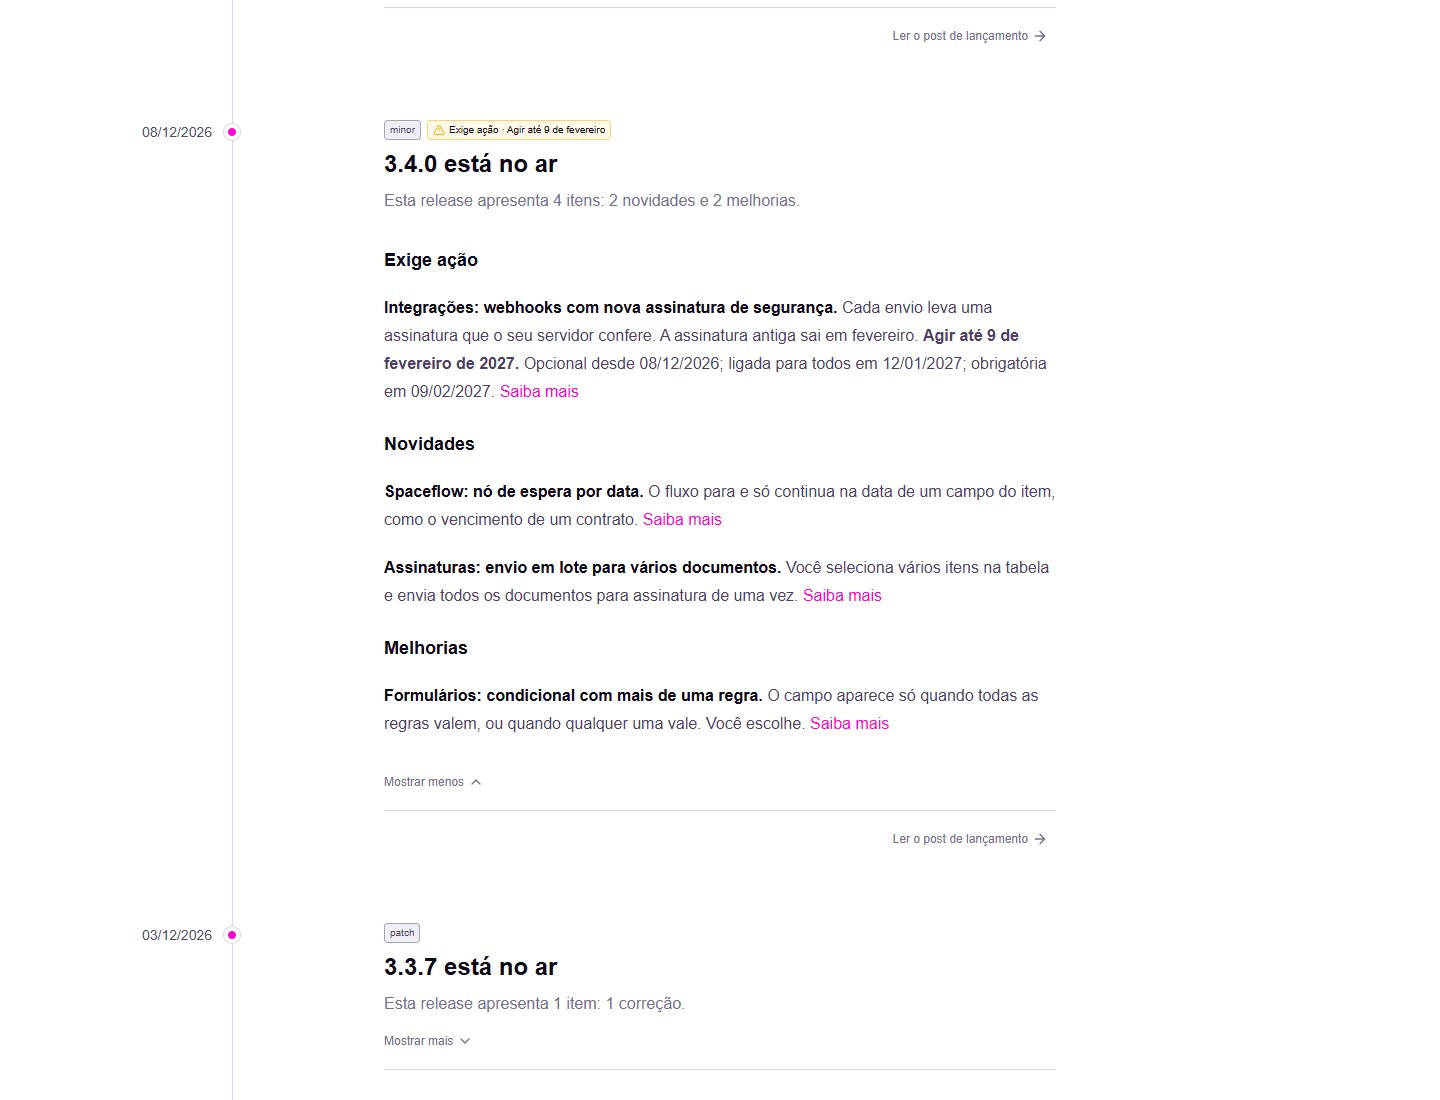 Ler o post de lançamento
08/12/2026
minor
Exige ação · Agir até 9 de fevereiro
3.4.0 está no ar
Esta release apresenta 4 itens: 2 novidades e 2 melhorias.
Exige ação
Integrações: webhooks com nova assinatura de segurança. Cada envio leva uma
assinatura que o seu servidor confere. A assinatura antiga sai em fevereiro. Agir até 9 de
fevereiro de 2027. Opcional desde 08/12/2026; ligada para todos em 12/01/2027; obrigatória
em 09/02/2027. Saiba mais
Novidades
Spaceflow: nó de espera por data. O fluxo para e só continua na data de um campo do item,
como o vencimento de um contrato. Saiba mais
Assinaturas: envio em lote para vários documentos. Você seleciona vários itens na tabela
e envia todos os documentos para assinatura de uma vez. Saiba mais
Melhorias
Formulários: condicional com mais de uma regra. O campo aparece só quando todas as
regras valem, ou quando qualquer uma vale. Você escolhe. Saiba mais
Mostrar menos
Ler o post de lançamento
03/12/2026
patch
3.3.7 está no ar
Esta release apresenta 1 item: 1 correção.
Mostrar mais